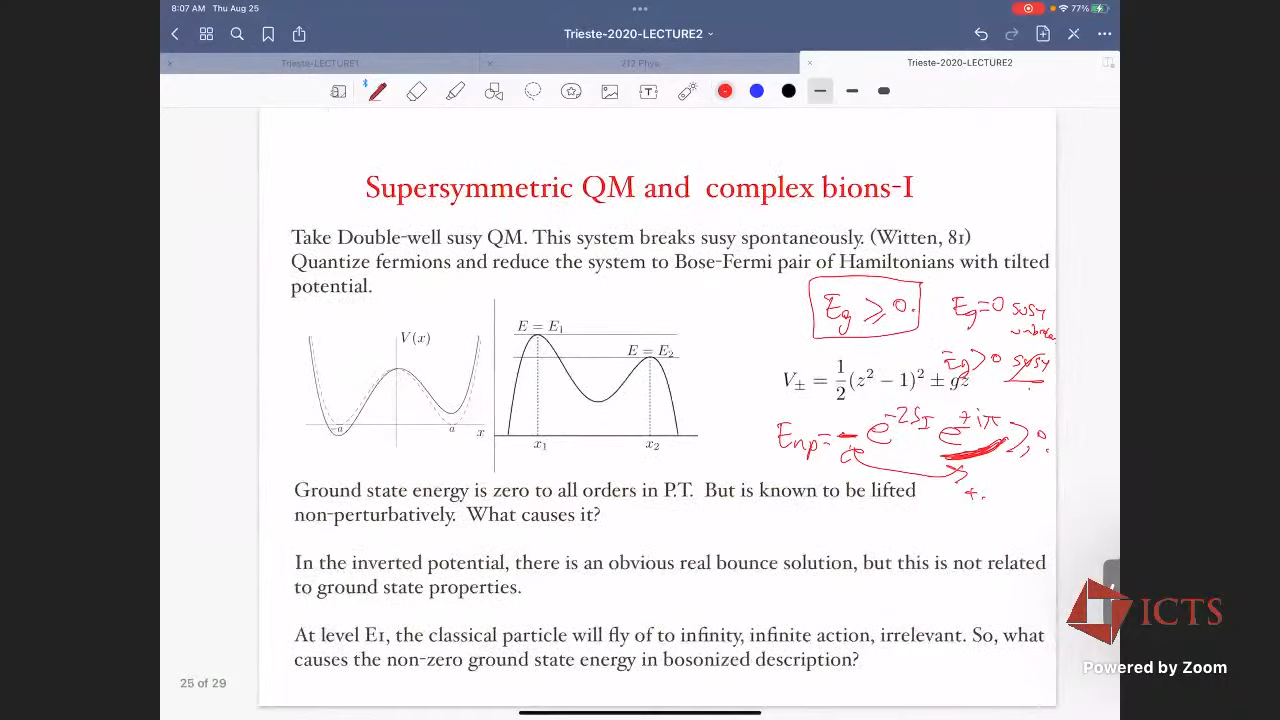 8:07 AM Thu Aug 25
77%
Trieste-2020-LECTURE2
Trieste-LECTURE1
212 Phys.
Trieste-2020-LECTURE2
Supersymmetric QM and complex bions-I
Take Double-well susy QM. This system breaks susy spontaneously. (Witten, 81)
Quantize fermions and reduce the system to Bose-Fermi pair of Hamiltonians with tilted
potential.
V(x)
-a
a
x
E = E₁
E = E₂
x₁
x₂
E_g ⩾ 0.
E_g=0 susy
E_g>0 susy
V± = 1/2(z² − 1)² ± gz
E_np = - e^{-2S_I} e^{+iπ} ⩾ 0.
Ground state energy is zero to all orders in P.T. But is known to be lifted
non-perturbatively. What causes it?
In the inverted potential, there is an obvious real bounce solution, but this is not related
to ground state properties.
At level E1, the classical particle will fly of to infinity, infinite action, irrelevant. So, what
causes the non-zero ground state energy in bosonized description?
25 of 29
ICTS
Powered by Zoom